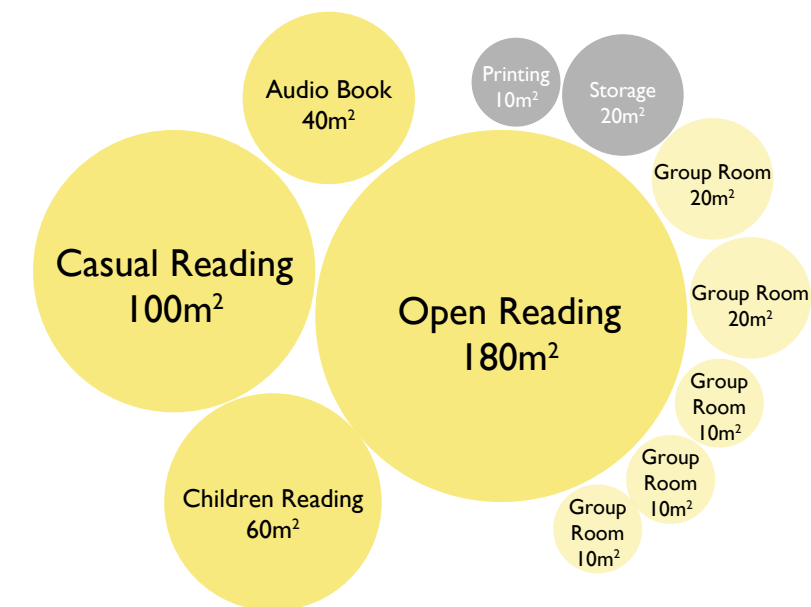 Audio Book
40m²
Printing
10m²
Storage
20m²
Group Room
20m²
Casual Reading
100m²
Open Reading
180m²
Group Room
20m²
Group
Room
10m²
Group
Room
10m²
Children Reading
60m²
Group
Room
10m²